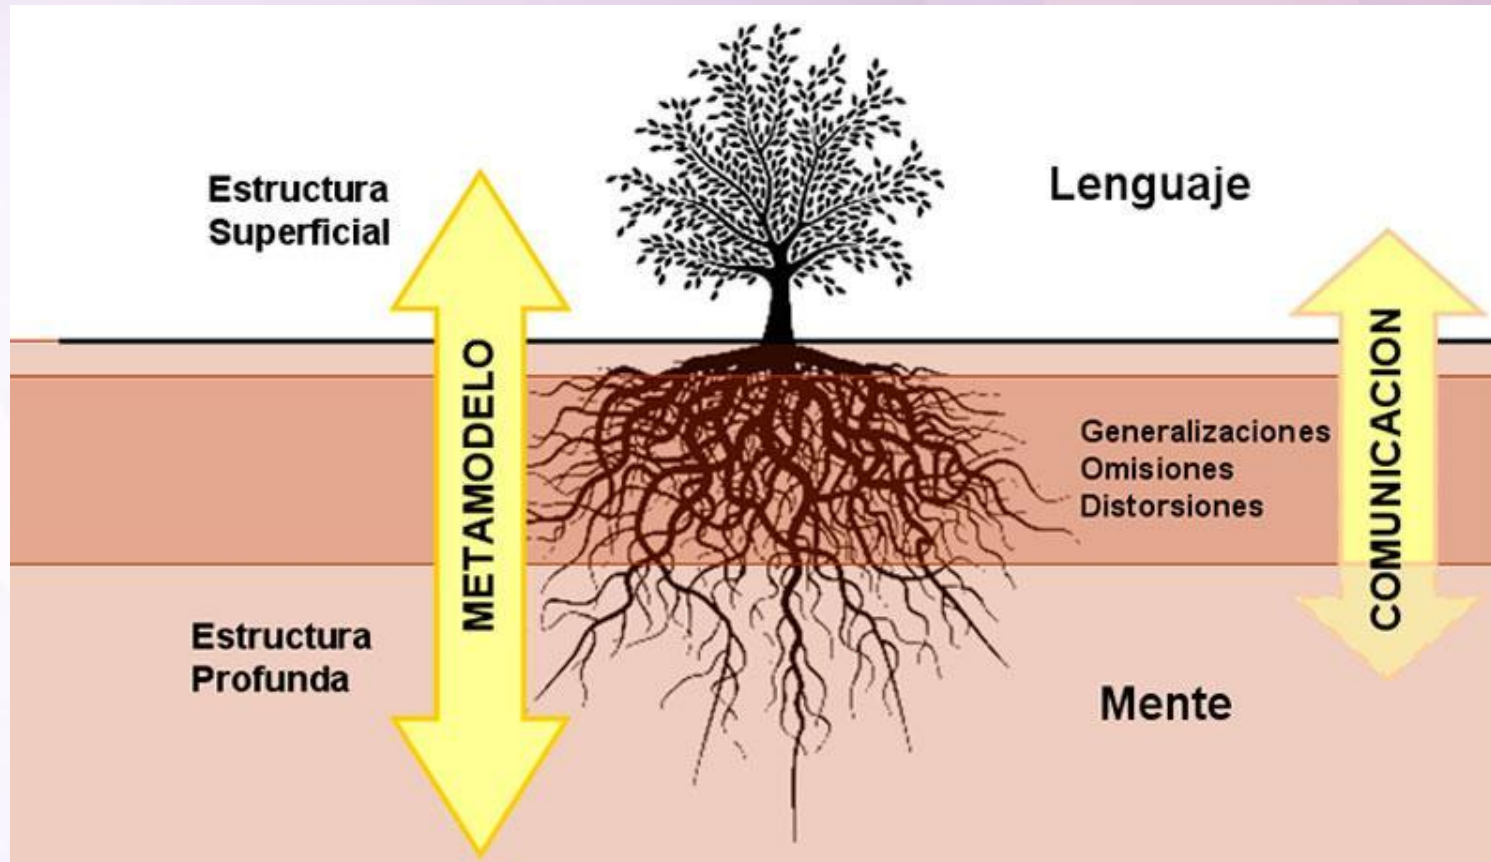 Estructura
Superficial
Lenguaje
METAMODELO
COMUNICACION
Generalizaciones
Omisiones
Distorsiones
Estructura
Profunda
Mente